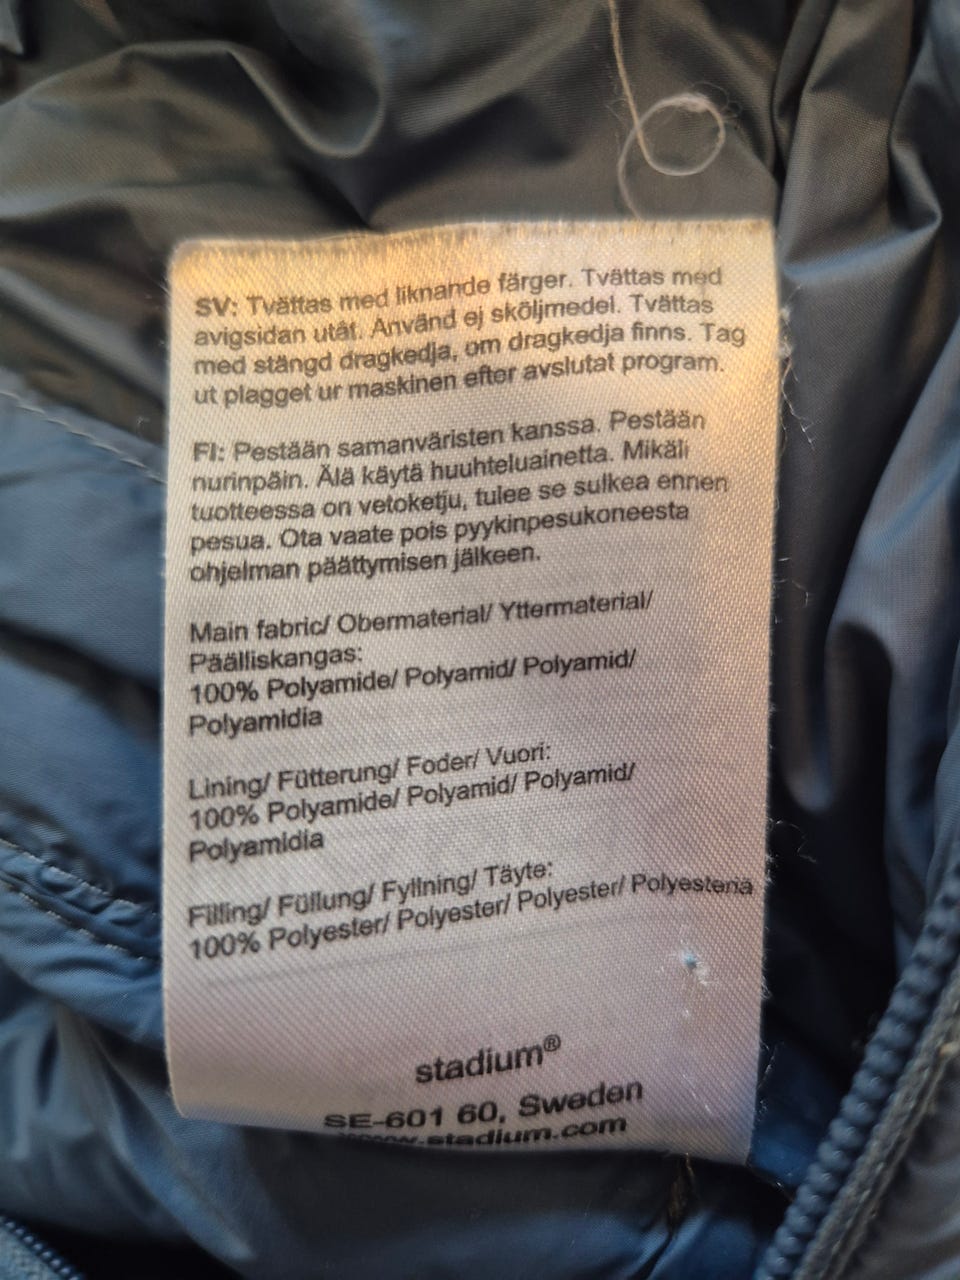 SV: Tvättas med liknande färger. Tvättas med
avigsidan utåt. Använd ej sköljmedel. Tvättas
med stängd dragkedja, om dragkedja finns. Tag
ut plagget ur maskinen efter avslutat program.
FI: Pestään samanväristen kanssa. Pestään
nurinpäin. Älä käytä huuhteluainetta. Mikäli
tuotteessa on vetoketju, tulee se sulkea ennen
pesua. Ota vaate pois pyykinpesukoneesta
ohjelman päättymisen jälkeen.
Main fabric/ Obermaterial/ Yttermaterial/
Päälliskangas:
100% Polyamide/ Polyamid/ Polyamid/
Polyamidia
Lining/ Fütterung/ Foder/ Vuori:
100% Polyamide/ Polyamid/ Polyamid/
Polyamidia
Filling/ Füllung/ Fyllning/ Täyte:
100% Polyester/ Polyester/ Polyester/ Polyesteria
stadium®
SE-601 60, Sweden
www.stadium.com